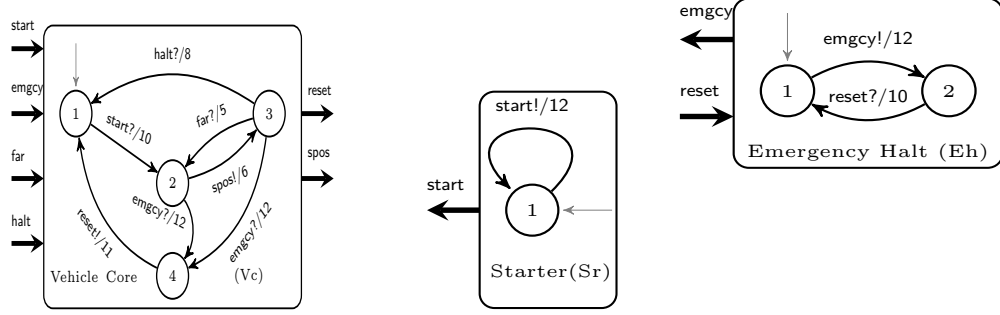 start
emgcy
far
halt
halt?/8
1
3
start?/10
far?/5
2
spos!/6
emgcy?/12
emgcy?/12
reset!/11
4
Vehicle Core
(Vc)
reset
spos
start!/12
start
1
Starter(Sr)
emgcy
reset
emgcy!/12
1
2
reset?/10
Emergency Halt (Eh)